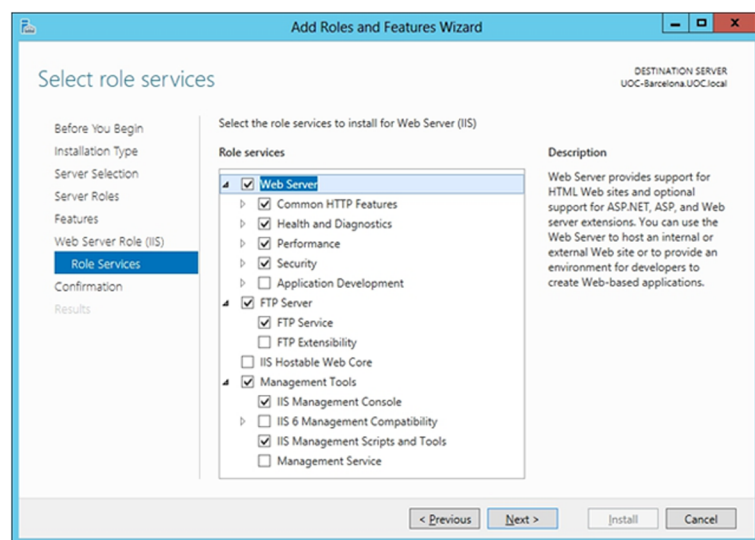 Add Roles and Features Wizard
Select role services
DESTINATION SERVER
UOC-Barcelona.UOC.local
Before You Begin
Installation Type
Server Selection
Server Roles
Features
Web Server Role (IIS)
Role Services
Confirmation
Results
Select the role services to install for Web Server (IIS)
Role services
Web Server
Common HTTP Features
Health and Diagnostics
Performance
Security
Application Development
FTP Server
FTP Service
FTP Extensibility
IIS Hostable Web Core
Management Tools
IIS Management Console
IIS 6 Management Compatibility
IIS Management Scripts and Tools
Management Service
Description
Web Server provides support for
HTML Web sites and optional
support for ASP.NET, ASP, and Web
server extensions. You can use the
Web Server to host an internal or
external Web site or to provide an
environment for developers to
create Web-based applications.
< Previous
Next >
Install
Cancel